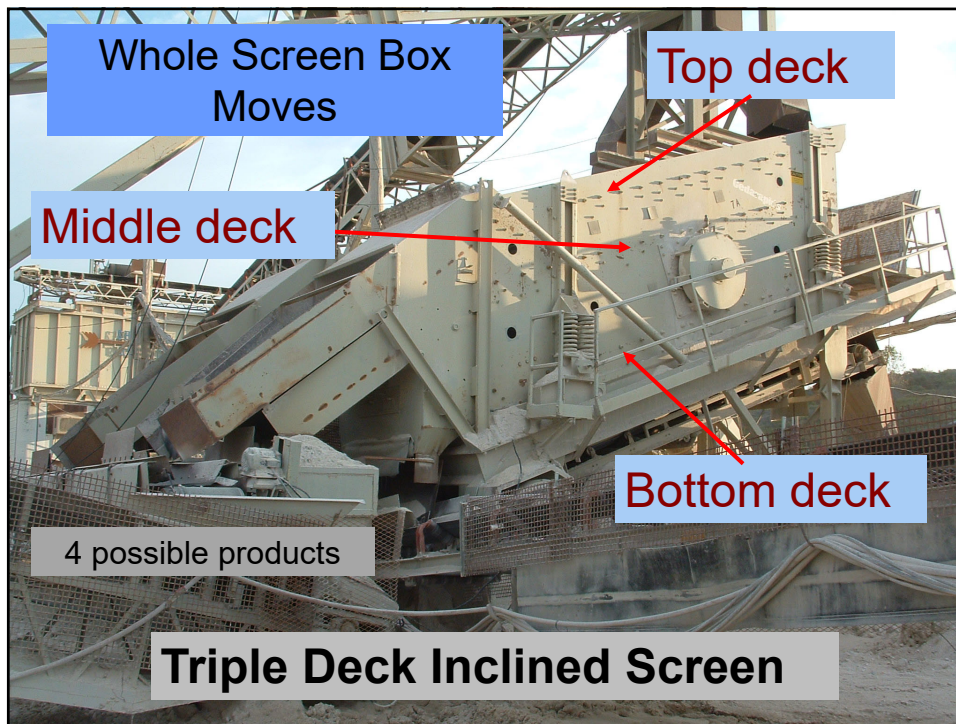 Whole Screen Box
Moves
Top deck
Middle deck
Bottom deck
4 possible products
Triple Deck Inclined Screen